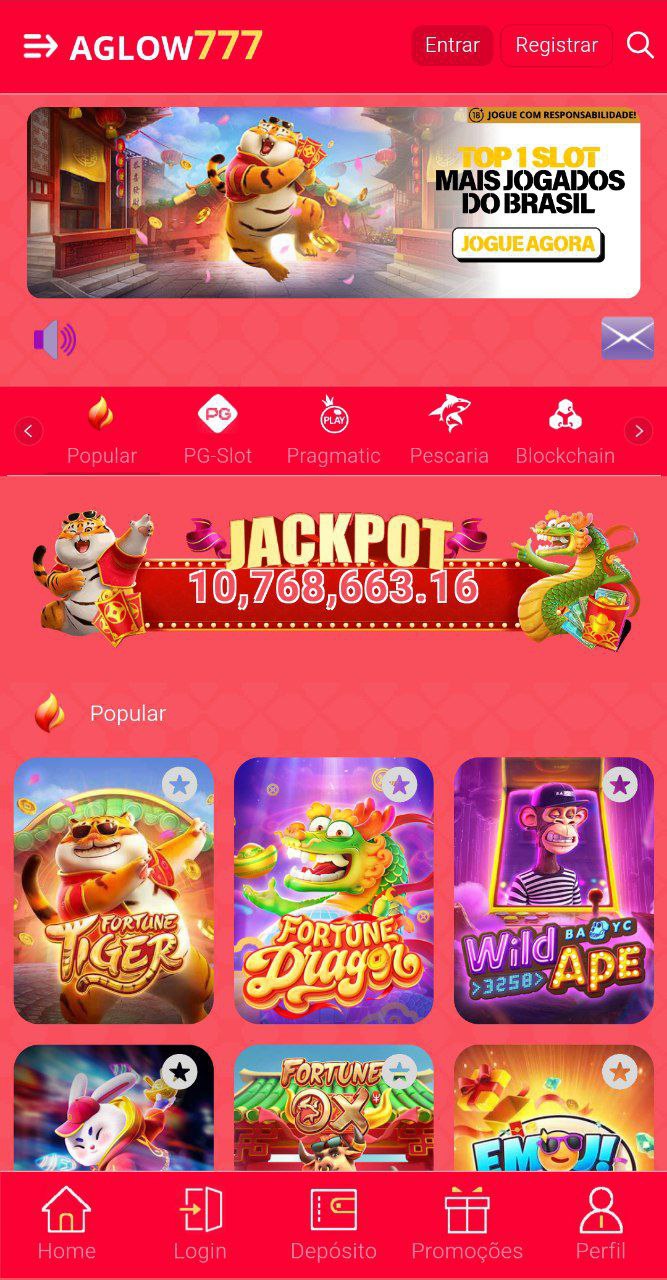 AGLOW777
Entrar
Registrar
18+ JOGUE COM RESPONSABILIDADE!
TOP 1 SLOT
MAIS JOGADOS
DO BRASIL
JOGUE AGORA
PG
PLAY
Popular
PG-Slot
Pragmatic
Pescaria
Blockchain
JACKPOT
10,768,663.16
Popular
FORTUNE
TIGER
FORTUNE
Dragon
BAYC
Wild
>3258>
Ape
FORTUNE
OX
EMOJI
Home
Login
Depósito
Promoções
Perfil